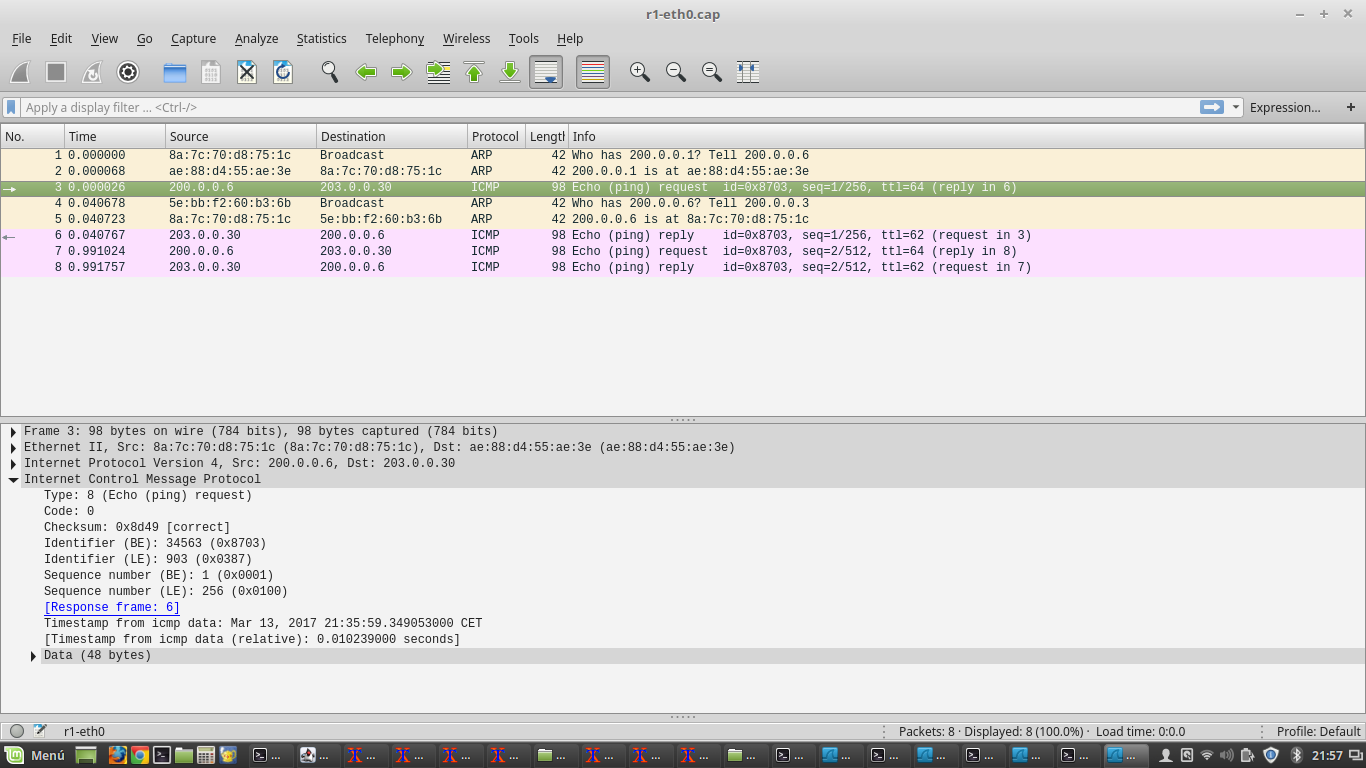 r1-eth0.cap
File Edit View Go Capture Analyze Statistics Telephony Wireless Tools Help
Apply a display filter ... <Ctrl-/> Expression... +
No. Time Source Destination Protocol Length Info
1 0.000000 8a:7c:70:d8:75:1c Broadcast ARP 42 Who has 200.0.0.1? Tell 200.0.0.6
2 0.000068 ae:88:d4:55:ae:3e 8a:7c:70:d8:75:1c ARP 42 200.0.0.1 is at ae:88:d4:55:ae:3e
3 0.000026 200.0.0.6 203.0.0.30 ICMP 98 Echo (ping) request id=0x8703, seq=1/256, ttl=64 (reply in 6)
4 0.040678 5e:bb:f2:60:b3:6b Broadcast ARP 42 Who has 200.0.0.6? Tell 200.0.0.3
5 0.040723 8a:7c:70:d8:75:1c 5e:bb:f2:60:b3:6b ARP 42 200.0.0.6 is at 8a:7c:70:d8:75:1c
6 0.040767 203.0.0.30 200.0.0.6 ICMP 98 Echo (ping) reply id=0x8703, seq=1/256, ttl=62 (request in 3)
7 0.991024 200.0.0.6 203.0.0.30 ICMP 98 Echo (ping) request id=0x8703, seq=2/512, ttl=64 (reply in 8)
8 0.991757 203.0.0.30 200.0.0.6 ICMP 98 Echo (ping) reply id=0x8703, seq=2/512, ttl=62 (request in 7)
Frame 3: 98 bytes on wire (784 bits), 98 bytes captured (784 bits)
Ethernet II, Src: 8a:7c:70:d8:75:1c (8a:7c:70:d8:75:1c), Dst: ae:88:d4:55:ae:3e (ae:88:d4:55:ae:3e)
Internet Protocol Version 4, Src: 200.0.0.6, Dst: 203.0.0.30
Internet Control Message Protocol
Type: 8 (Echo (ping) request)
Code: 0
Checksum: 0x8d49 [correct]
Identifier (BE): 34563 (0x8703)
Identifier (LE): 903 (0x0387)
Sequence number (BE): 1 (0x0001)
Sequence number (LE): 256 (0x0100)
[Response frame: 6]
Timestamp from icmp data: Mar 13, 2017 21:35:59.349053000 CET
[Timestamp from icmp data (relative): 0.010239000 seconds]
Data (48 bytes)
r1-eth0 Packets: 8 · Displayed: 8 (100.0%) · Load time: 0:0.0 Profile: Default
Menú ... ... ... ... ... ... ... ... ... ... ... ... ... ... ... ... ... ... ... 21:57